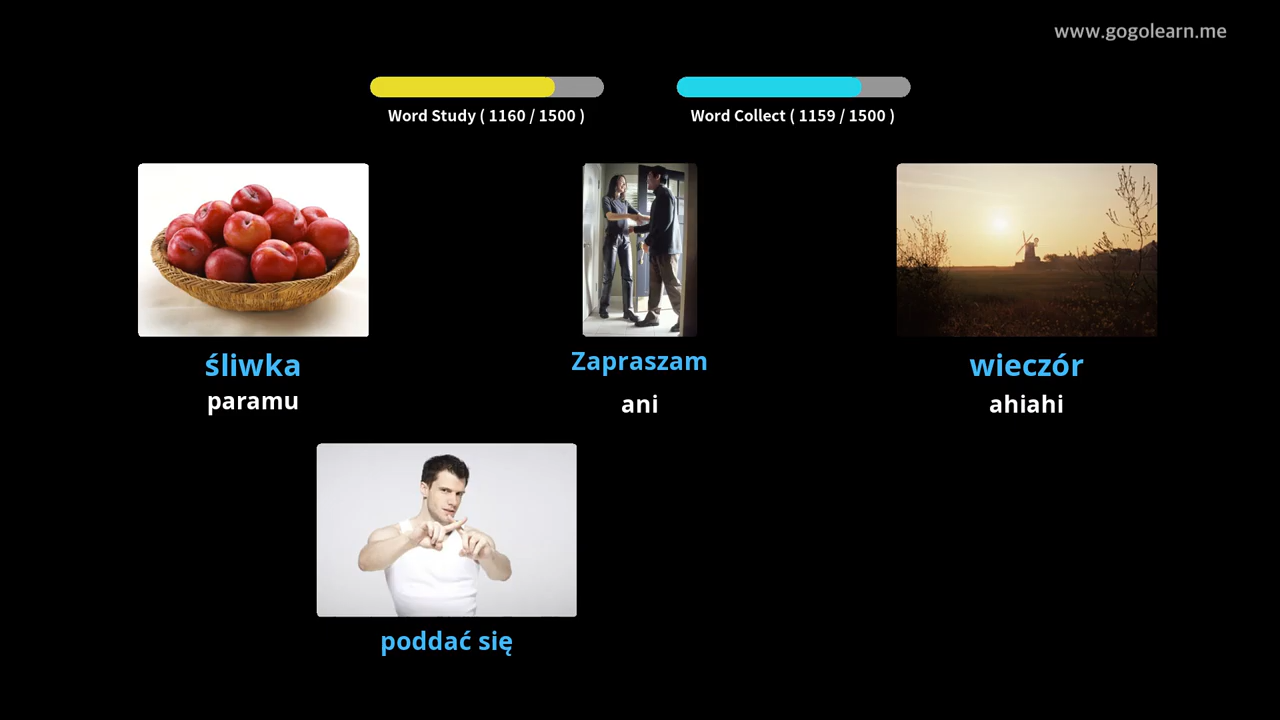 www.gogolearn.me
Word Study ( 1160 / 1500 )
Word Collect ( 1159 / 1500 )
śliwka
Zapraszam
wieczór
paramu
ani
ahiahi
poddać się